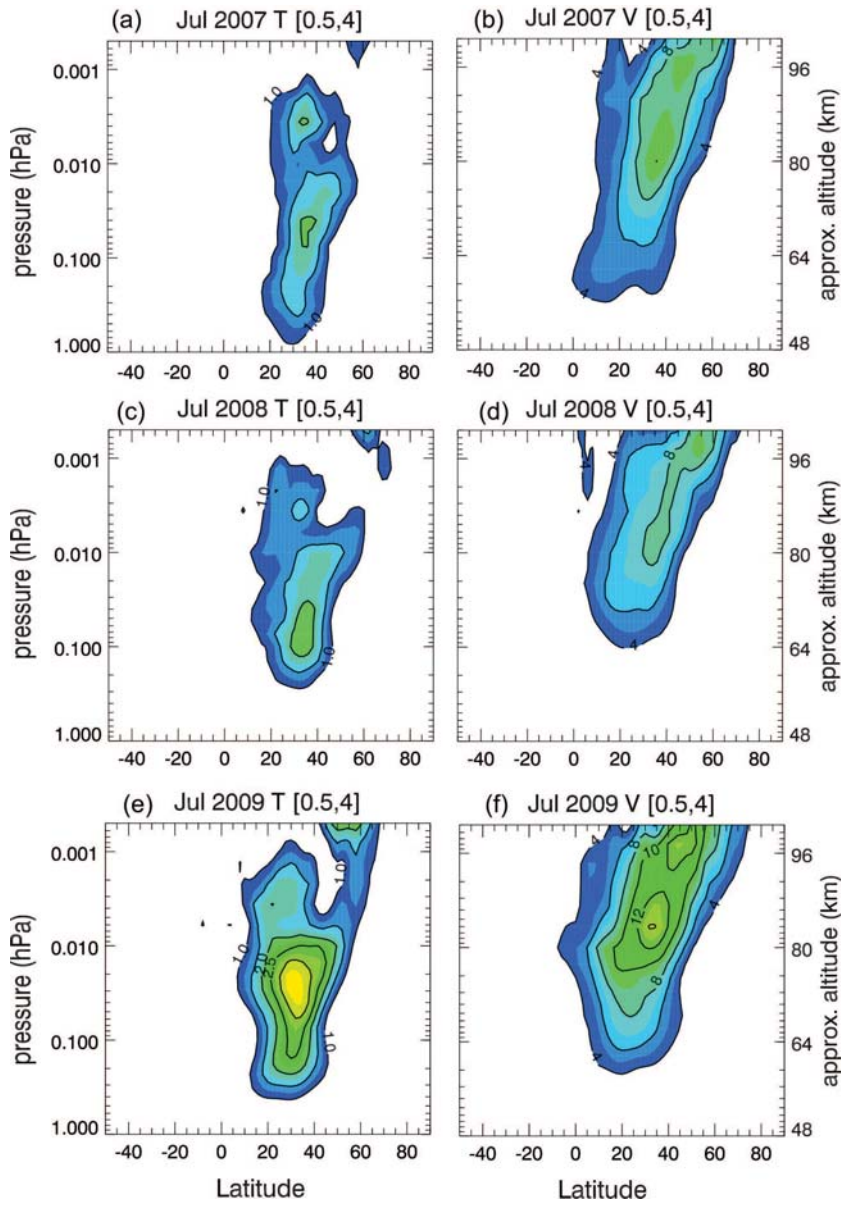 (a) Jul 2007 T [0.5,4]
(b) Jul 2007 V [0.5,4]
pressure (hPa)
0.001
0.010
0.100
1.000
1.0
1.0
-40 -20 0 20 40 60 80
4
4
8
4
4
96
80
64
48
approx. altitude (km)
-40 -20 0 20 40 60 80
(c) Jul 2008 T [0.5,4]
(d) Jul 2008 V [0.5,4]
pressure (hPa)
0.001
0.010
0.100
1.000
1.0
1.0
-40 -20 0 20 40 60 80
4
4
8
4
96
80
64
48
approx. altitude (km)
-40 -20 0 20 40 60 80
(e) Jul 2009 T [0.5,4]
(f) Jul 2009 V [0.5,4]
pressure (hPa)
0.001
0.010
0.100
1.000
1.0
1.0
2.0
2.5
1.0
-40 -20 0 20 40 60 80
Latitude
4
8
10
12
4
8
4
96
80
64
48
approx. altitude (km)
-40 -20 0 20 40 60 80
Latitude